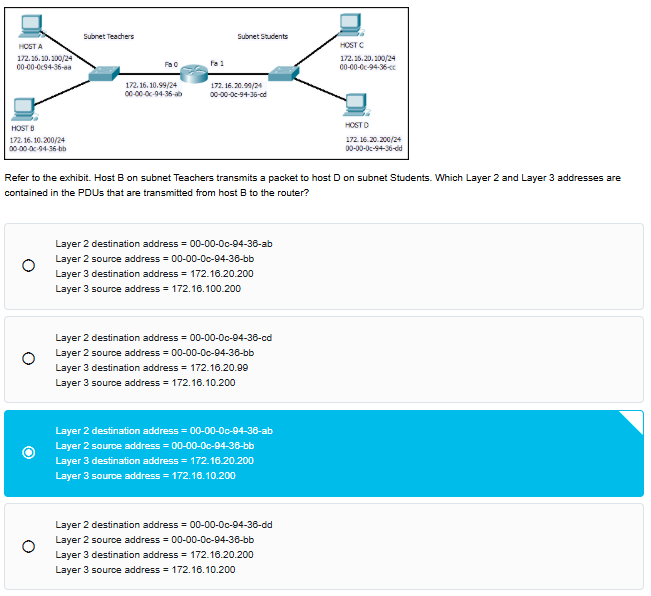 Subnet Teachers
Subnet Students
HOST A
172.16.10.100/24
00-00-0c94-36-aa
HOST C
172.16.20.100/24
00-00-0c-94-36-cc
Fa 0
Fa 1
172.16.10.99/24
00-00-0c-94-36-ab
172.16.20.99/24
00-00-0c-94-36-cd
HOST B
172.16.10.200/24
00-00-0c-94-36-bb
HOST D
172.16.20.200/24
00-00-0c-94-36-dd
Refer to the exhibit. Host B on subnet Teachers transmits a packet to host D on subnet Students. Which Layer 2 and Layer 3 addresses are
contained in the PDUs that are transmitted from host B to the router?
Layer 2 destination address = 00-00-0c-94-36-ab
Layer 2 source address = 00-00-0c-94-36-bb
Layer 3 destination address = 172.16.20.200
Layer 3 source address = 172.16.100.200
Layer 2 destination address = 00-00-0c-94-36-cd
Layer 2 source address = 00-00-0c-94-36-bb
Layer 3 destination address = 172.16.20.99
Layer 3 source address = 172.16.10.200
Layer 2 destination address = 00-00-0c-94-36-ab
Layer 2 source address = 00-00-0c-94-36-bb
Layer 3 destination address = 172.16.20.200
Layer 3 source address = 172.16.10.200
Layer 2 destination address = 00-00-0c-94-36-dd
Layer 2 source address = 00-00-0c-94-36-bb
Layer 3 destination address = 172.16.20.200
Layer 3 source address = 172.16.10.200